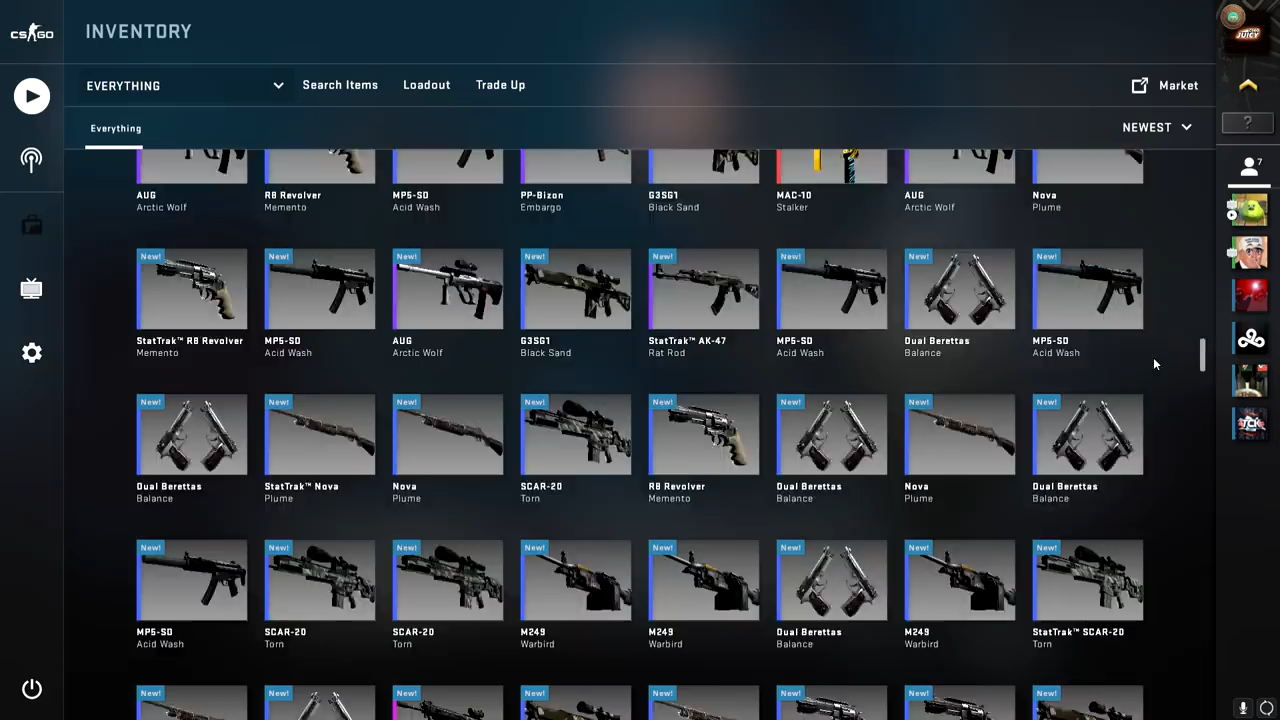 CS GO
INVENTORY
JUICY
EVERYTHING
Search Items
Loadout
Trade Up
Market
?
Everything
NEWEST
7
AUG
Arctic Wolf
R8 Revolver
Memento
MP5-SD
Acid Wash
PP-Bizon
Embargo
G3SG1
Black Sand
MAC-10
Stalker
AUG
Arctic Wolf
Nova
Plume
New!
StatTrak™ R8 Revolver
Memento
New!
MP5-SD
Acid Wash
New!
AUG
Arctic Wolf
New!
G3SG1
Black Sand
New!
StatTrak™ AK-47
Rat Rod
New!
MP5-SD
Acid Wash
New!
Dual Berettas
Balance
New!
MP5-SD
Acid Wash
New!
Dual Berettas
Balance
New!
StatTrak™ Nova
Plume
New!
Nova
Plume
New!
SCAR-20
Torn
New!
R8 Revolver
Memento
New!
Dual Berettas
Balance
New!
Nova
Plume
New!
Dual Berettas
Balance
New!
MP5-SD
Acid Wash
New!
SCAR-20
Torn
New!
SCAR-20
Torn
New!
M249
Warbird
New!
M249
Warbird
New!
Dual Berettas
Balance
New!
M249
Warbird
New!
StatTrak™ SCAR-20
Torn
New!
New!
New!
New!
New!
New!
New!
New!